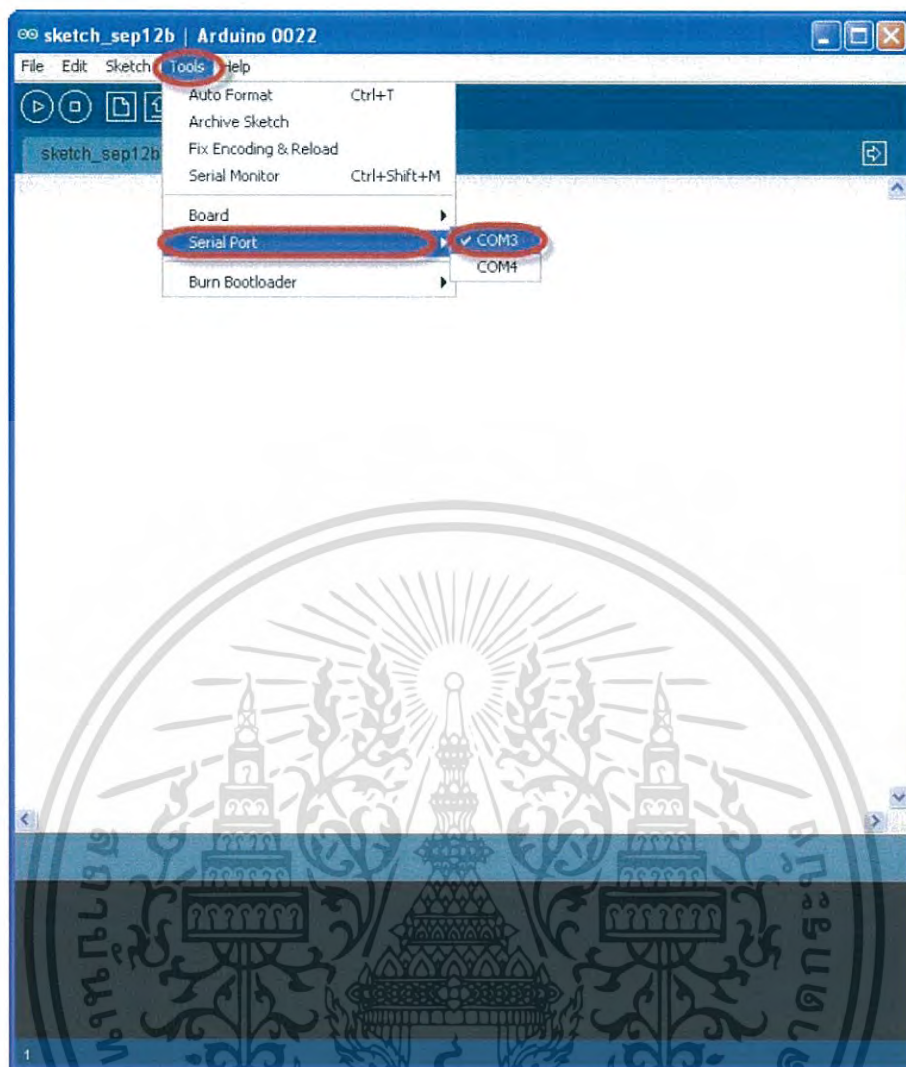 sketch_sep12b | Arduino 0022
File Edit Sketch Tools Help
Auto Format Ctrl+T
Archive Sketch
Fix Encoding & Reload
sketch_sep12b
Serial Monitor Ctrl+Shift+M
Board
Serial Port COM3
COM4
Burn Bootloader
1